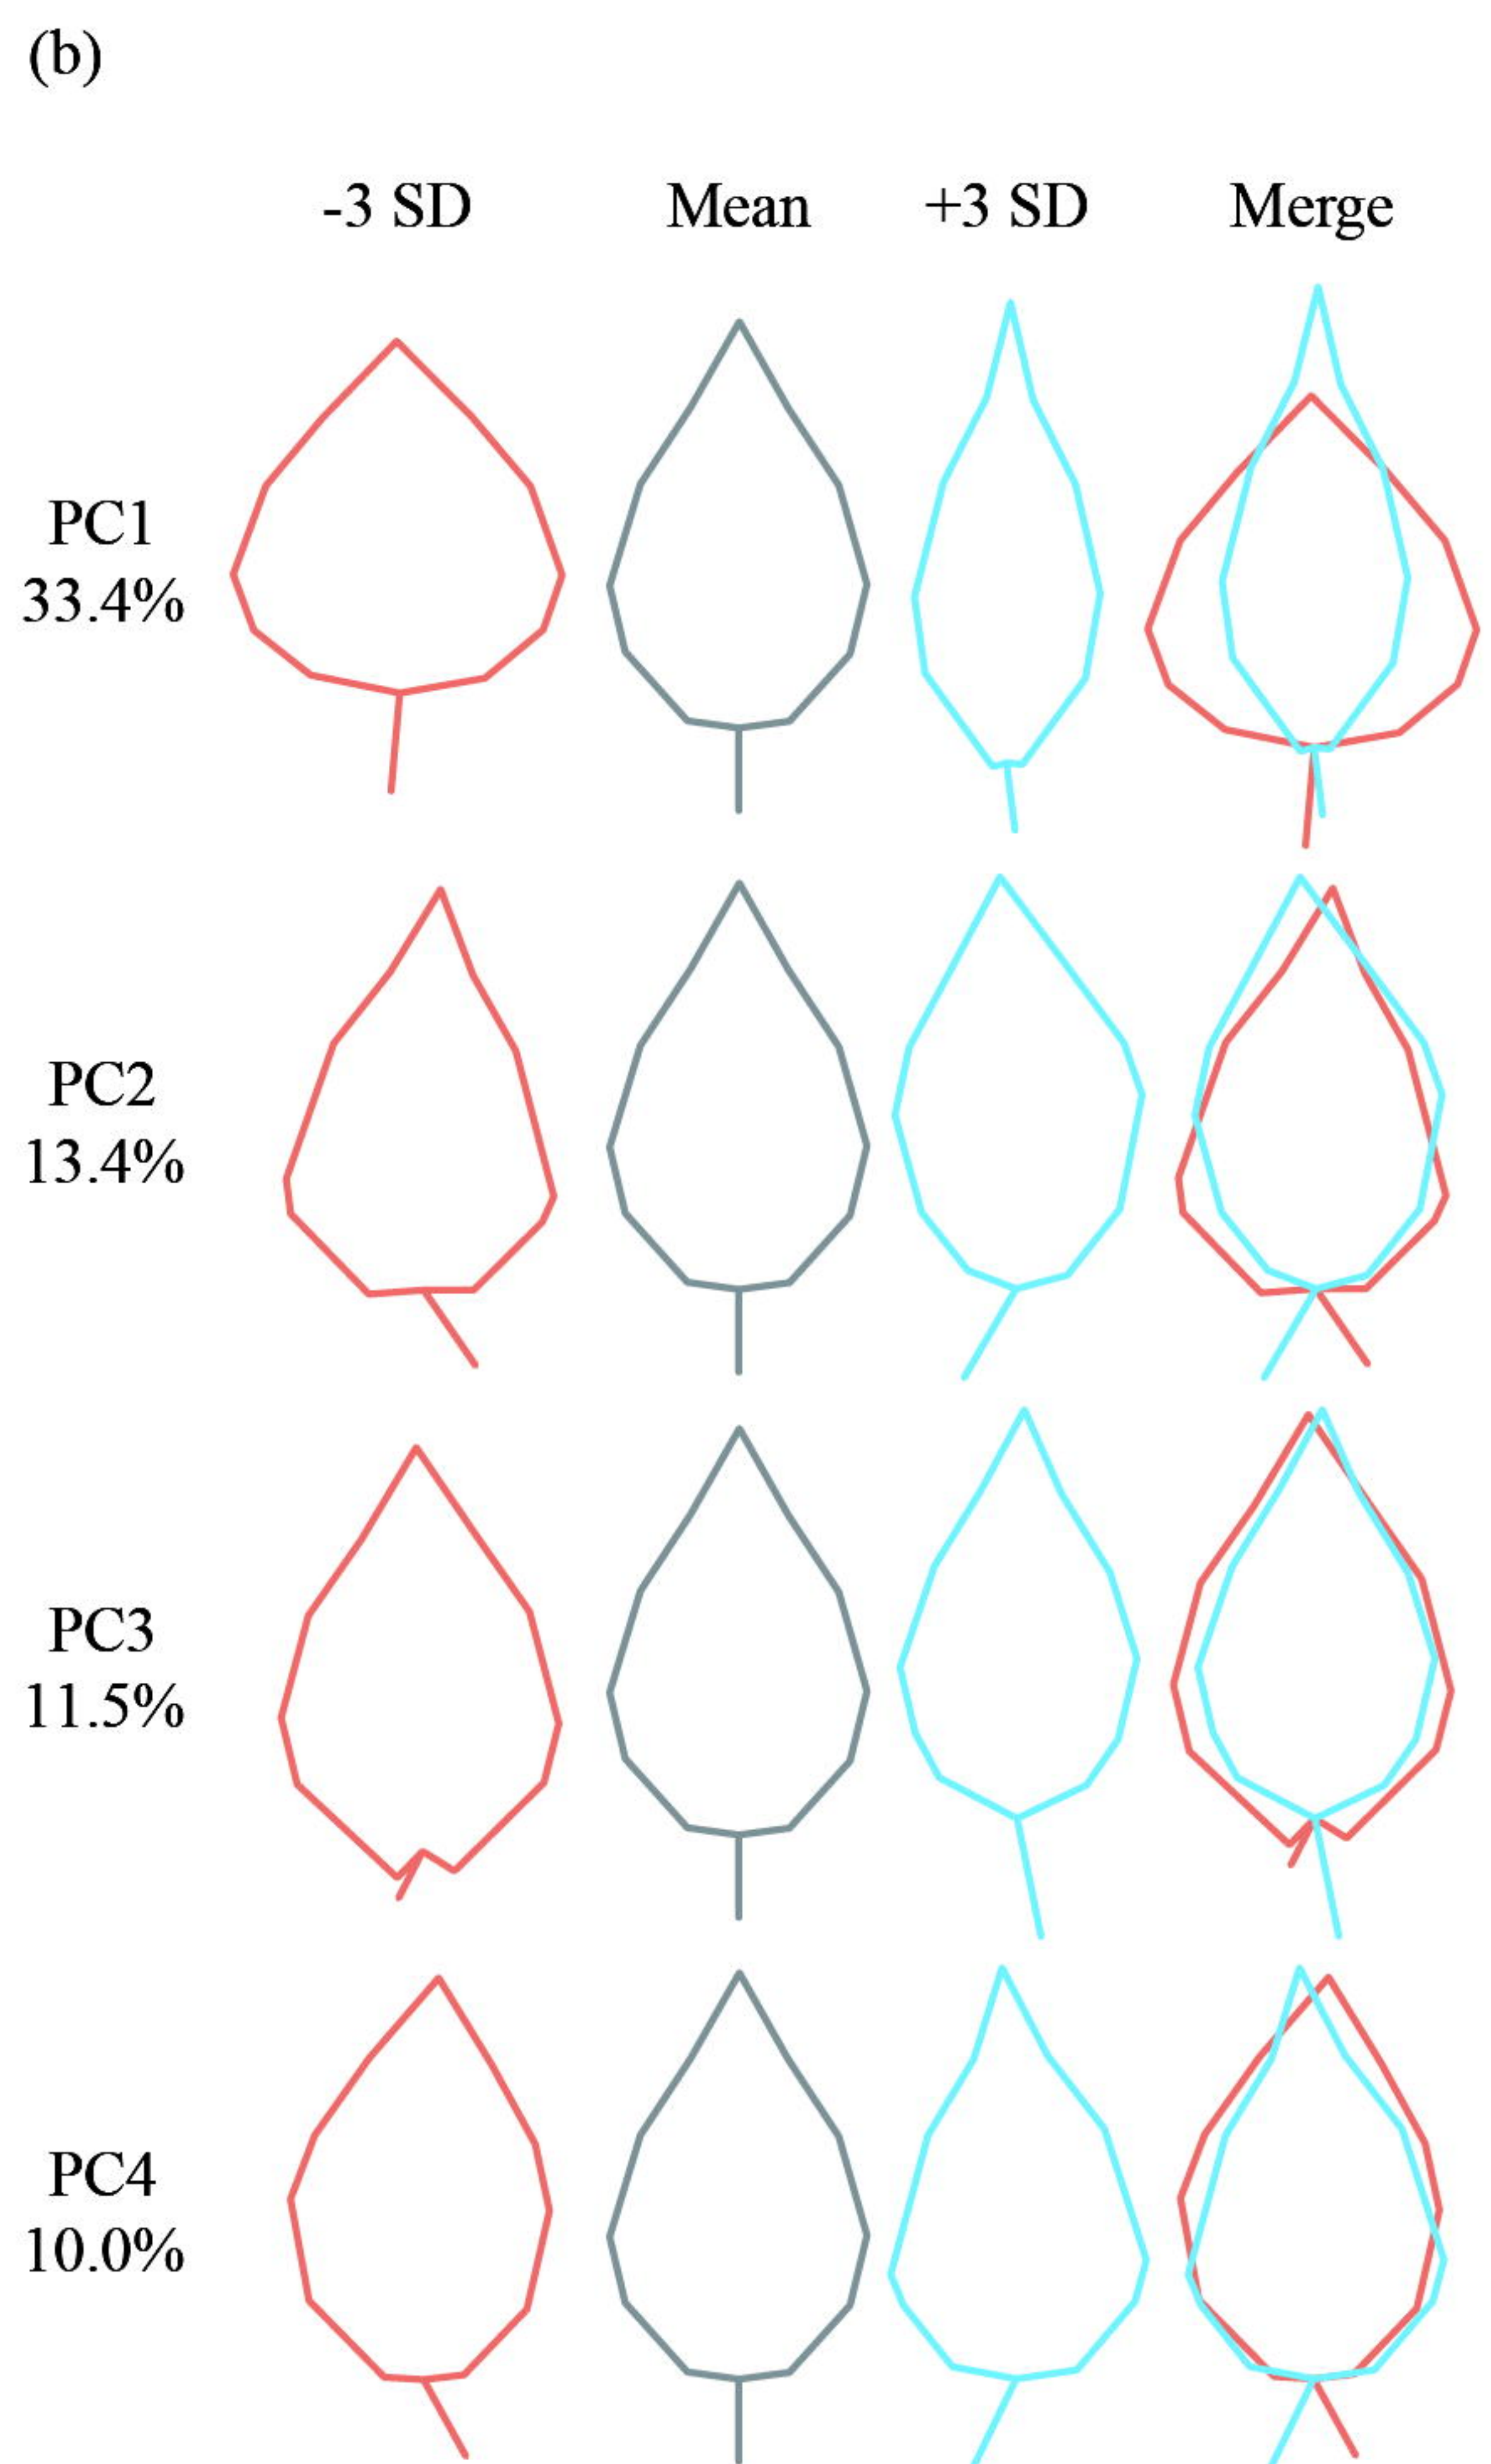 (b)
-3 SD Mean +3 SD Merge
PC1
33.4%
PC2
13.4%
PC3
11.5%
PC4
10.0%